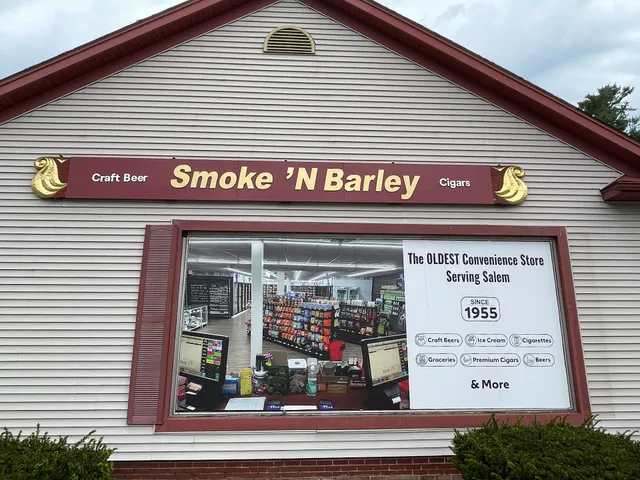 Craft Beer Smoke 'N Barley Cigars
The OLDEST Convenience Store
Serving Salem
SINCE
1955
Craft Beers Ice Cream Cigarettes
Groceries Premium Cigars Beers
& More